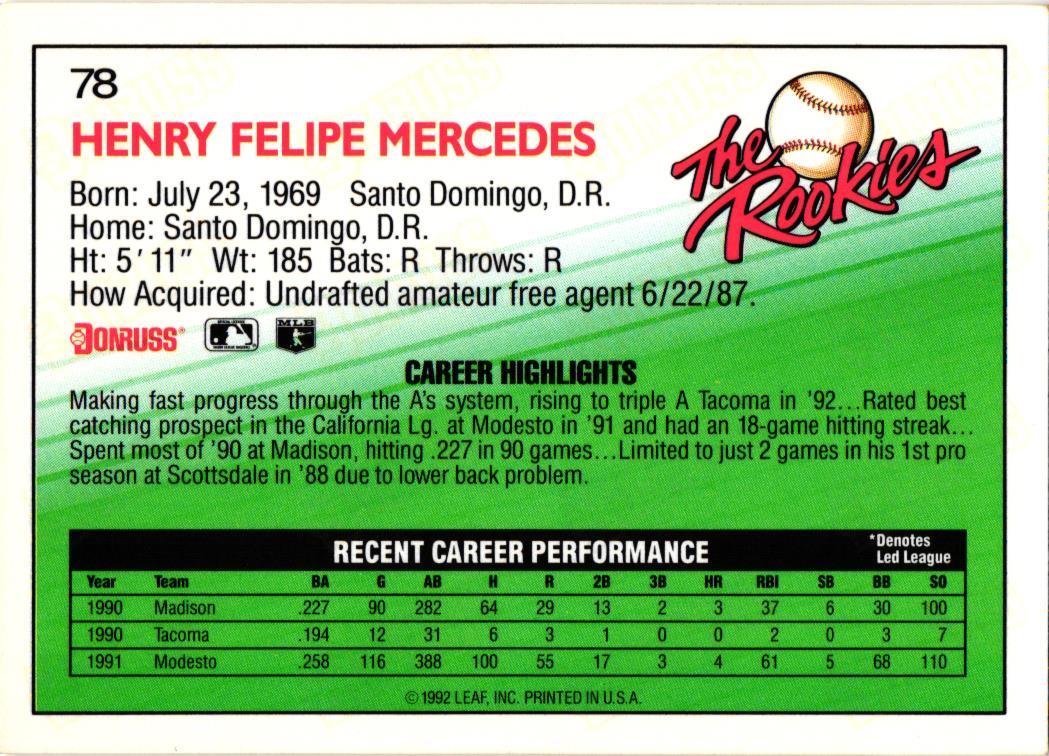 78
The Rookies
HENRY FELIPE MERCEDES
Born: July 23, 1969 Santo Domingo, D.R.
Home: Santo Domingo, D.R.
Ht: 5' 11" Wt: 185 Bats: R Throws: R
How Acquired: Undrafted amateur free agent 6/22/87.
DONRUSS® MLB
CAREER HIGHLIGHTS
Making fast progress through the A's system, rising to triple A Tacoma in '92...Rated best
catching prospect in the California Lg. at Modesto in '91 and had an 18-game hitting streak...
Spent most of '90 at Madison, hitting .227 in 90 games...Limited to just 2 games in his 1st pro
season at Scottsdale in '88 due to lower back problem.
RECENT CAREER PERFORMANCE
*Denotes
Led League
Year Team BA G AB H R 2B 3B HR RBI SB BB SO
1990 Madison .227 90 282 64 29 13 2 3 37 6 30 100
1990 Tacoma .194 12 31 6 3 1 0 0 2 0 3 7
1991 Modesto .258 116 388 100 55 17 3 4 61 5 68 110
©1992 LEAF, INC. PRINTED IN U.S.A.